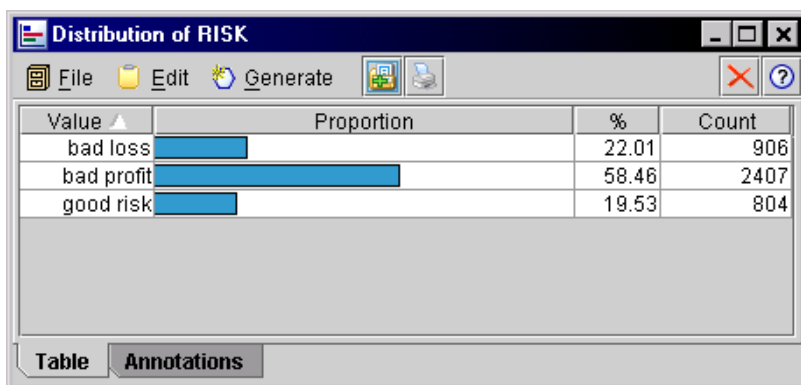 Distribution of RISK
File Edit Generate
Value Proportion % Count
bad loss 22.01 906
bad profit 58.46 2407
good risk 19.53 804
Table Annotations